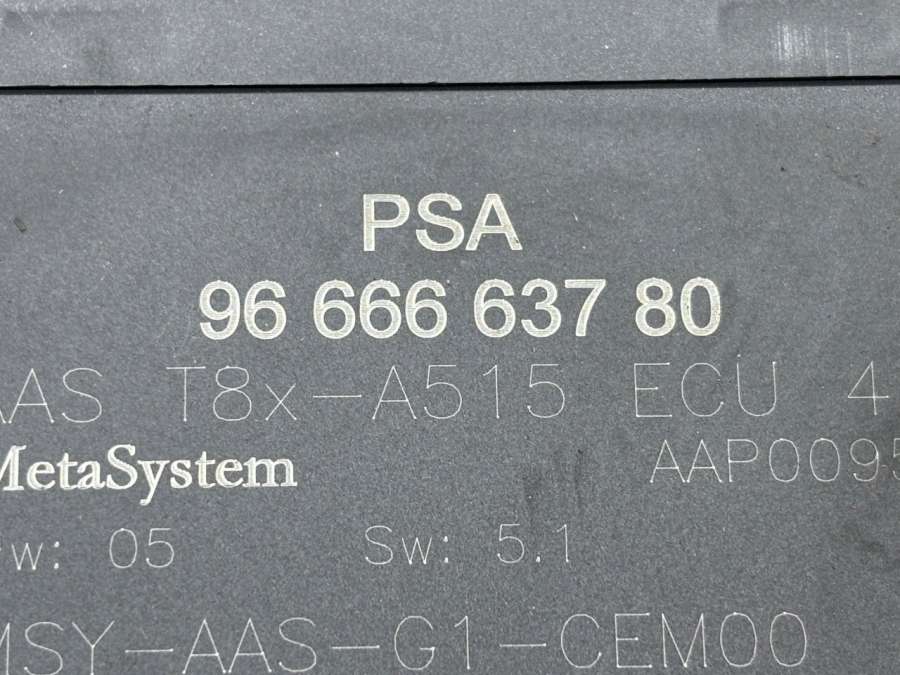 PSA
96 666 637 80
AAS T8x-A515 ECU 4
MetaSystem AAP0095
w: 05 Sw: 5.1
MSY-AAS-G1-CEM00